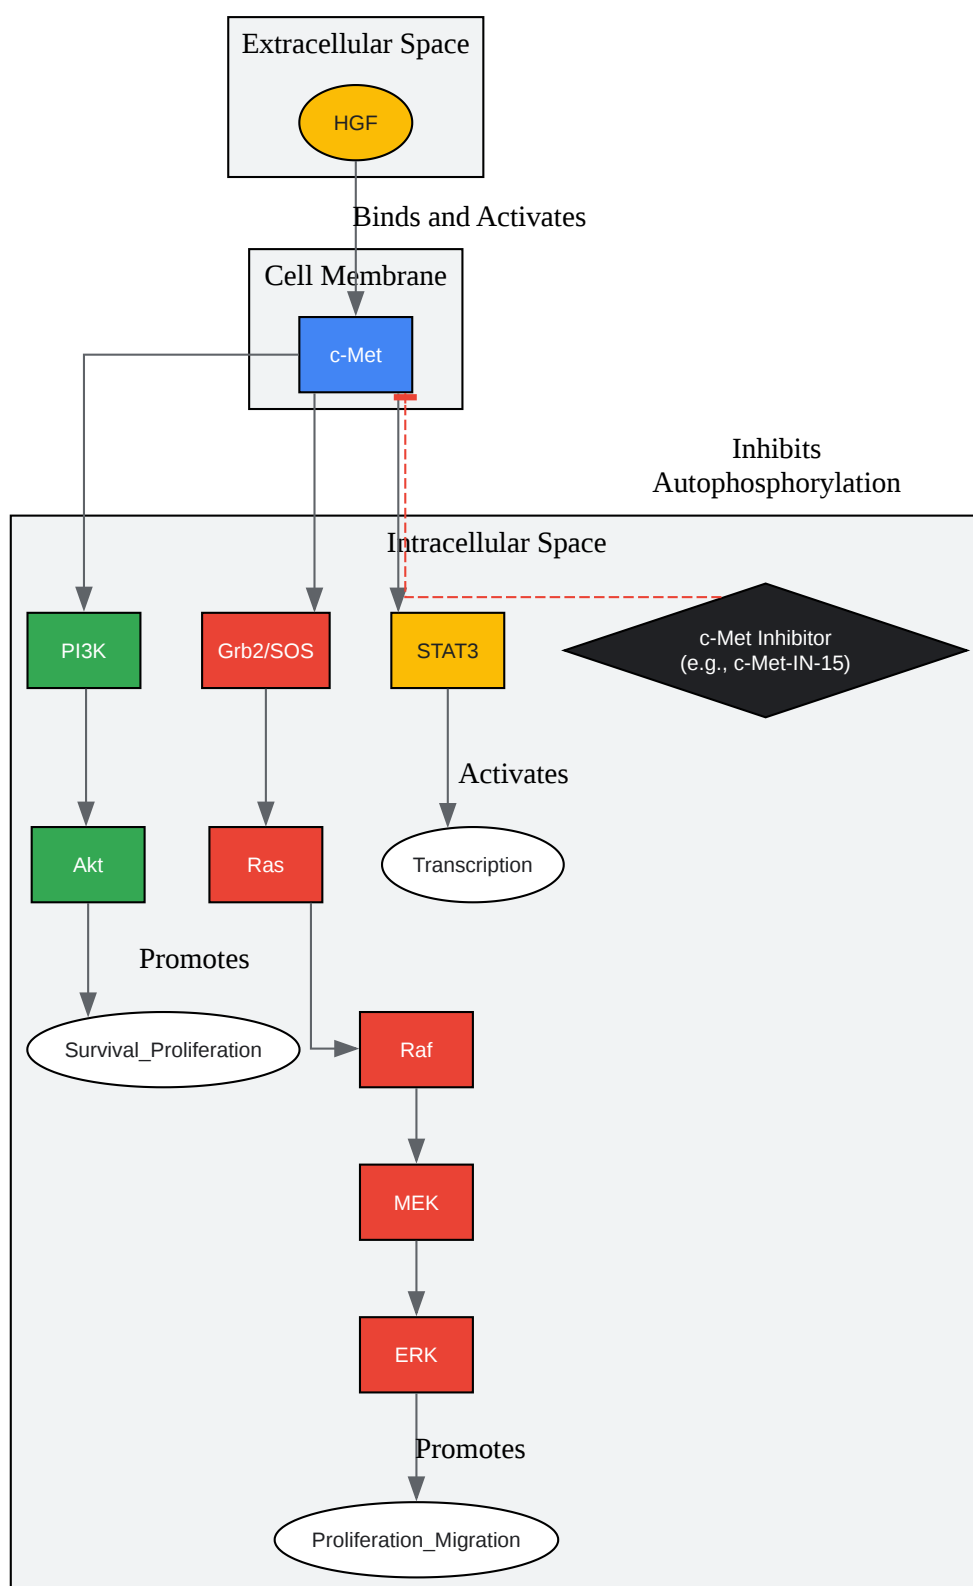 Extracellular Space
HGF
Binds and Activates
Cell Membrane
c-Met
Inhibits
Autophosphorylation
Intracellular Space
PI3K
Grb2/SOS
STAT3
c-Met Inhibitor
(e.g., c-Met-IN-15)
Activates
Akt
Ras
Transcription
Promotes
Survival_Proliferation
Raf
MEK
ERK
Promotes
Proliferation_Migration